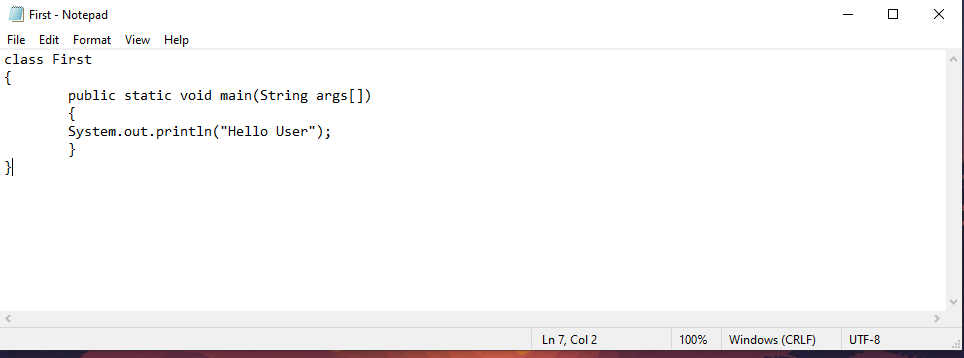 First - Notepad
File Edit Format View Help
class First
{
        public static void main(String args[])
        {
        System.out.println("Hello User");
        }
}
Ln 7, Col 2 100% Windows (CRLF) UTF-8